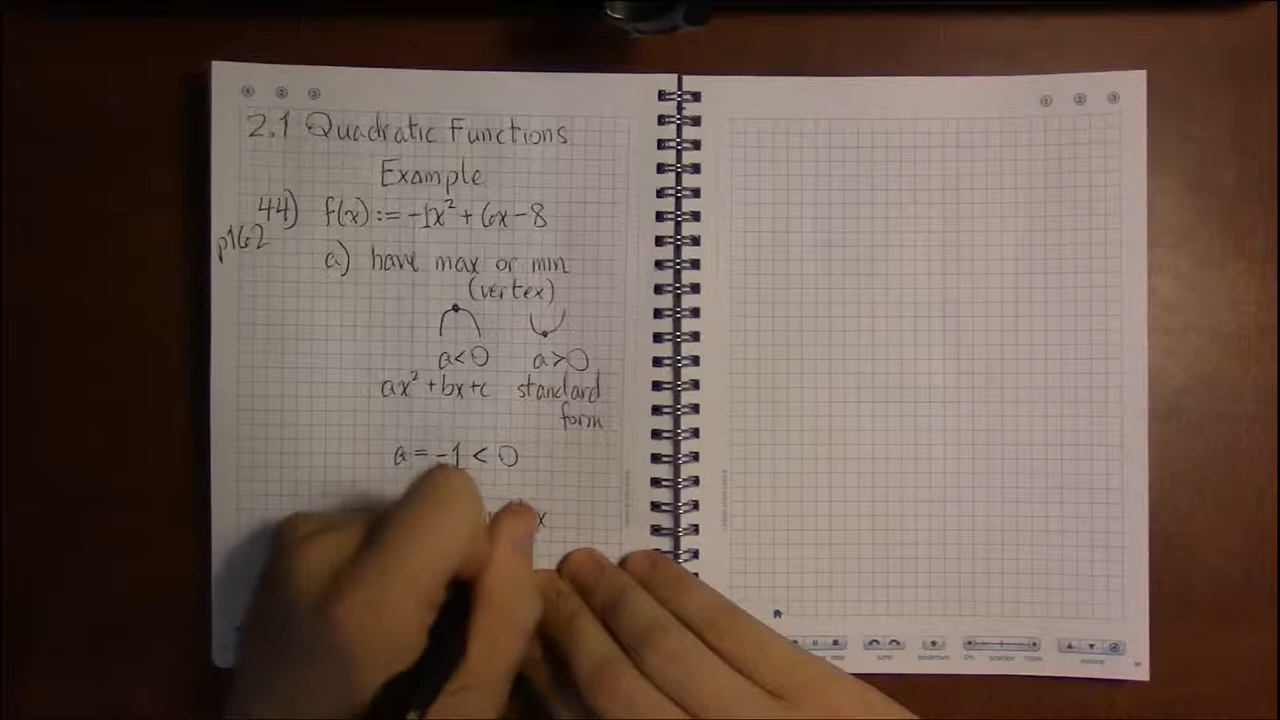 2.1 Quadratic Functions
Example
44) f(x):= -1x² + 6x - 8
p162
a) have max or min
(vertex)
a<0 a>0
ax² + bx + c standard
form
a = -1 < 0
x